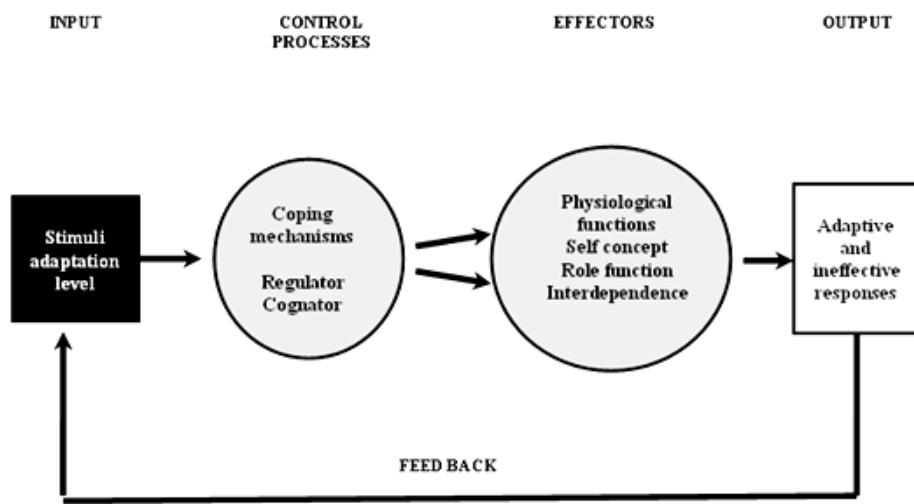 INPUT
CONTROL
PROCESSES
EFFECTORS
OUTPUT
Stimuli
adaptation
level
Coping
mechanisms
Regulator
Cognator
Physiological
functions
Self concept
Role function
Interdependence
Adaptive
and
ineffective
responses
FEED BACK